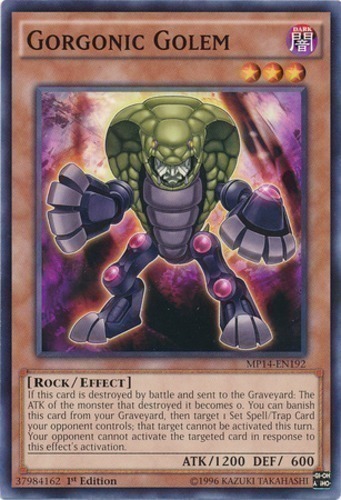 GORGONIC GOLEM
DARK
闇
MP14-EN192
[ROCK/EFFECT]
If this card is destroyed by battle and sent to the Graveyard: The
ATK of the monster that destroyed it becomes 0. You can banish
this card from your Graveyard, then target 1 Set Spell/Trap Card
your opponent controls; that target cannot be activated this turn.
Your opponent cannot activate the targeted card in response to
this effect's activation.
ATK/1200 DEF/ 600
37984162 1st Edition ©1996 KAZUKI TAKAHASHI